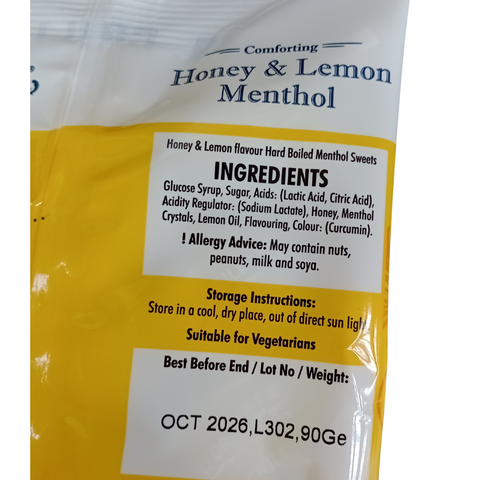 Comforting
Honey & Lemon
Menthol
Honey & Lemon flavour Hard Boiled Menthol Sweets
INGREDIENTS
Glucose Syrup, Sugar, Acids: (Lactic Acid, Citric Acid),
Acidity Regulator: (Sodium Lactate), Honey, Menthol
Crystals, Lemon Oil, Flavouring, Colour: (Curcumin).
! Allergy Advice: May contain nuts,
peanuts, milk and soya.
Storage Instructions:
Store in a cool, dry place, out of direct sun
Suitable for Vegetarians
Best Before End / Lot No / Weight:
OCT 2026,L302,90Ge